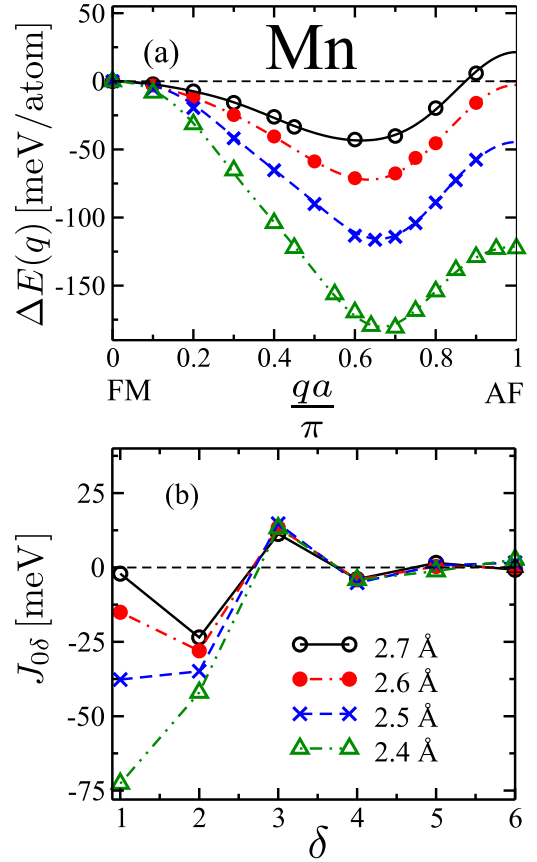 (a) Mn
ΔE(q) [meV/atom]
50
0
-50
-100
-150
0 0.2 0.4 0.6 0.8 1
FM qa/π AF
(b)
J0δ [meV]
25
0
-25
-50
-75
2.7 Å
2.6 Å
2.5 Å
2.4 Å
1 2 3 4 5 6
δ